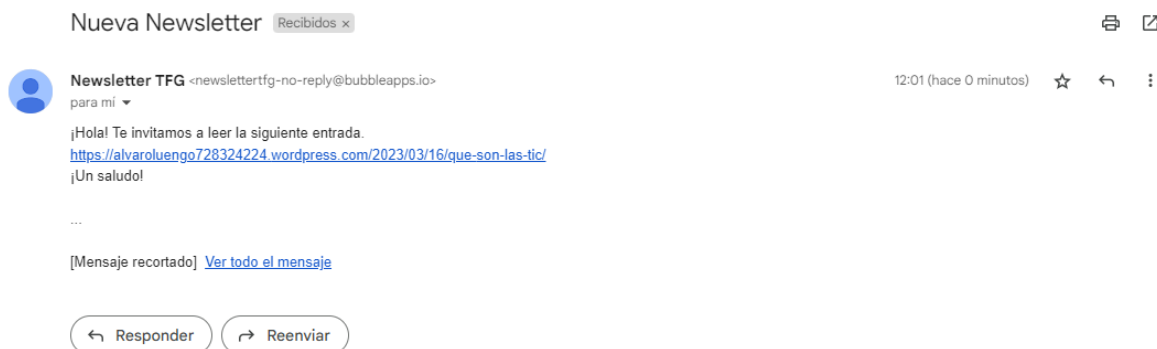 Nueva Newsletter Recibidos x
Newsletter TFG <newslettertfg-no-reply@bubbleapps.io> 12:01 (hace 0 minutos)
para mí
¡Hola! Te invitamos a leer la siguiente entrada.
https://alvaroluengo728324224.wordpress.com/2023/03/16/que-son-las-tic/
¡Un saludo!
...
[Mensaje recortado] Ver todo el mensaje
Responder Reenviar